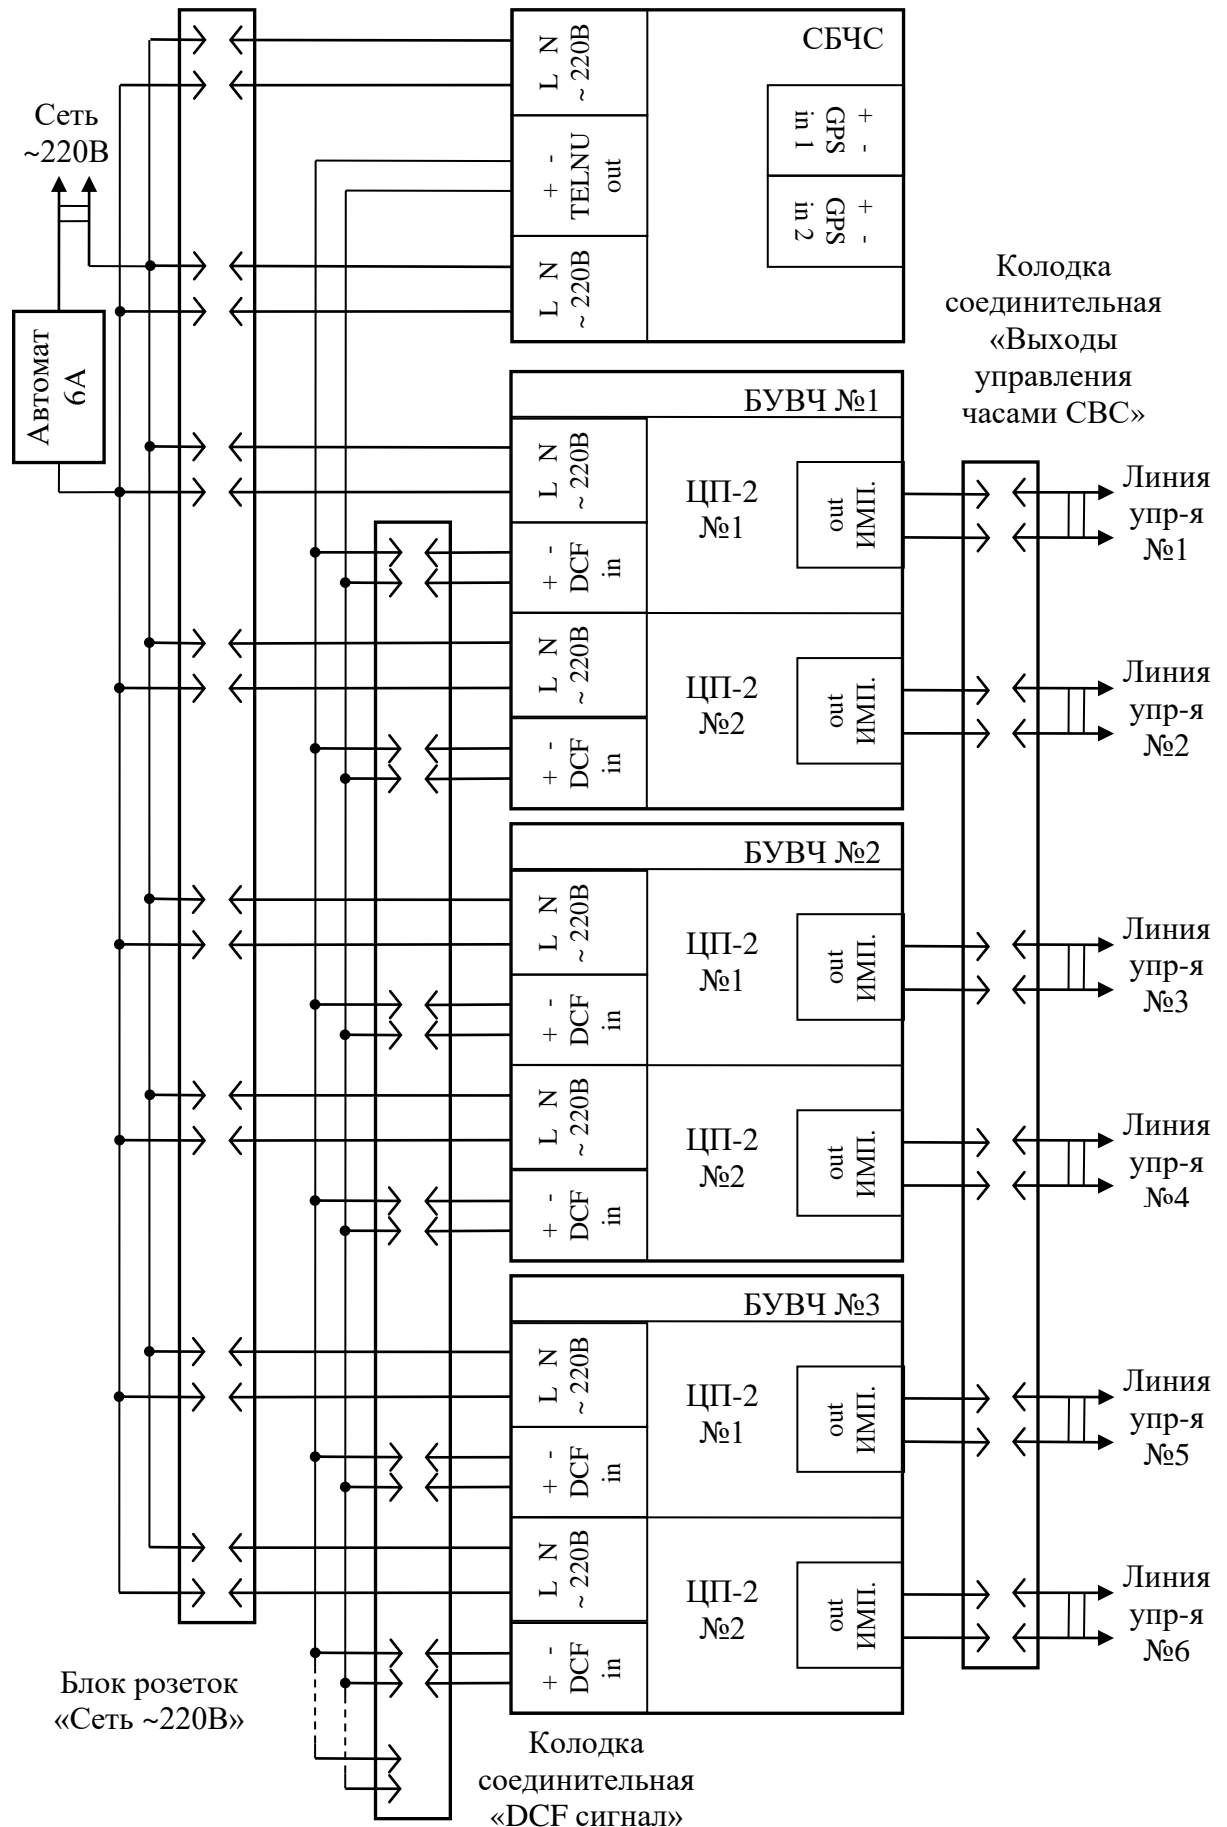 СБЧС
L N
~ 220В
- +
TELNU
out
L N
~ 220В
+ -
GPS
in 1
+ -
GPS
in 2
Сеть
~220В
Автомат
6А
Колодка
соединительная
«Выходы
управления
часами СВС»
БУВЧ №1
L N
~ 220В
+ -
DCF
in
ЦП-2
№1
out
ИМП.
Линия
упр-я
№1
L N
~ 220В
+ -
DCF
in
ЦП-2
№2
out
ИМП.
Линия
упр-я
№2
БУВЧ №2
L N
~ 220В
+ -
DCF
in
ЦП-2
№1
out
ИМП.
Линия
упр-я
№3
L N
~ 220В
+ -
DCF
in
ЦП-2
№2
out
ИМП.
Линия
упр-я
№4
БУВЧ №3
L N
~ 220В
+ -
DCF
in
ЦП-2
№1
out
ИМП.
Линия
упр-я
№5
L N
~ 220В
+ -
DCF
in
ЦП-2
№2
out
ИМП.
Линия
упр-я
№6
Блок розеток
«Сеть ~220В»
Колодка
соединительная
«DCF сигнал»